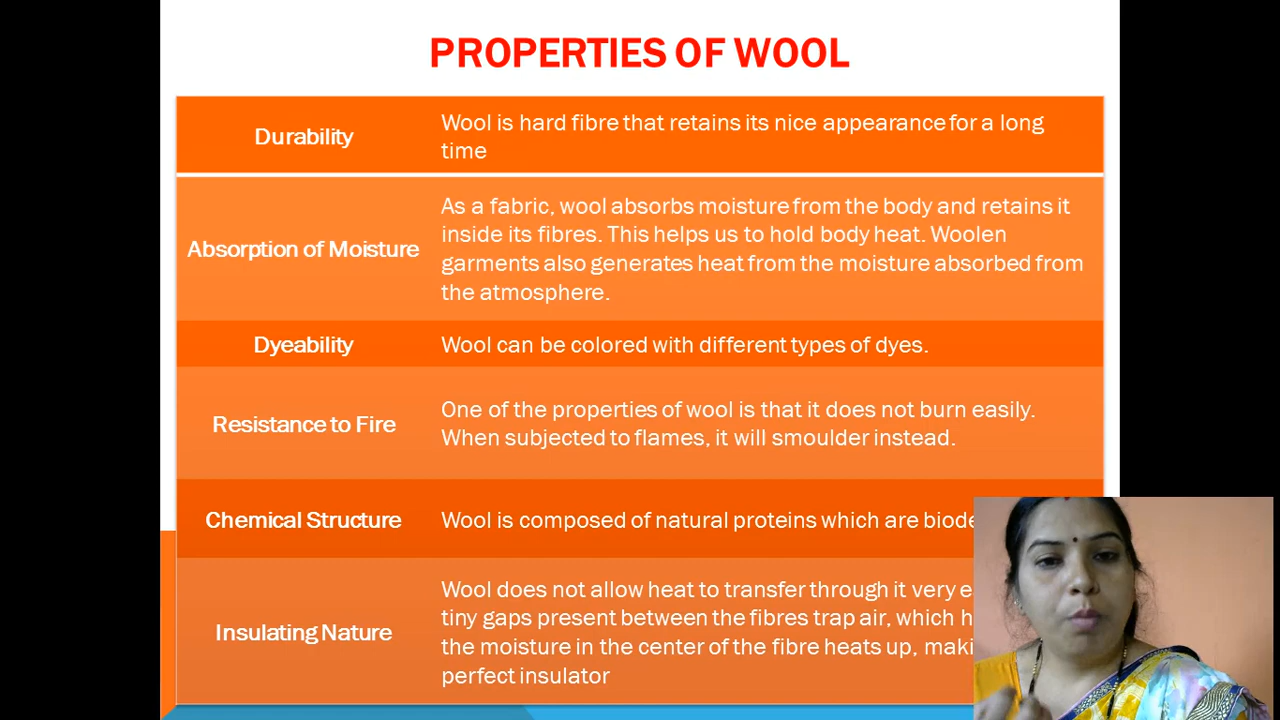 PROPERTIES OF WOOL
Durability
Wool is hard fibre that retains its nice appearance for a long
time
Absorption of Moisture
As a fabric, wool absorbs moisture from the body and retains it
inside its fibres. This helps us to hold body heat. Woolen
garments also generates heat from the moisture absorbed from
the atmosphere.
Dyeability
Wool can be colored with different types of dyes.
Resistance to Fire
One of the properties of wool is that it does not burn easily.
When subjected to flames, it will smoulder instead.
Chemical Structure
Wool is composed of natural proteins which are
Insulating Nature
Wool does not allow heat to transfer through it very
tiny gaps present between the fibres trap air, which
the moisture in the center of the fibre heats up,
perfect insulator